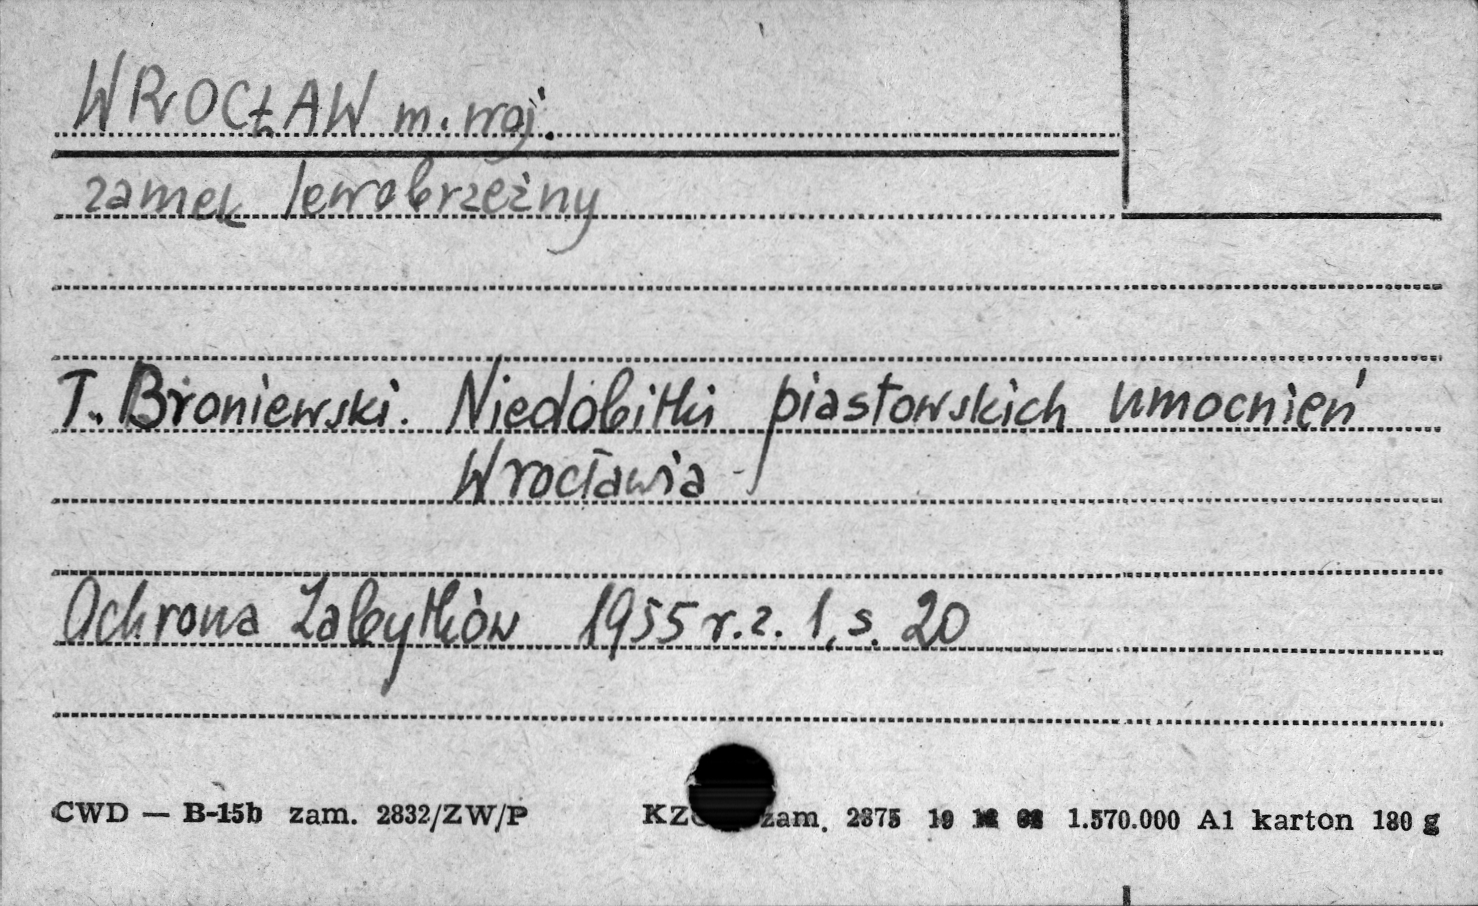 WROCŁAW m. woj.
zamek lewobrzeżny
T. Broniewski. Niedobitki piastowskich umocnień
Wrocławia -
Ochrona Zabytków 1955 r. z. 1, s. 20
CWD — B-15b zam. 2832/ZW/P zam. 2875 19 1.570.000 A1 karton 180 g